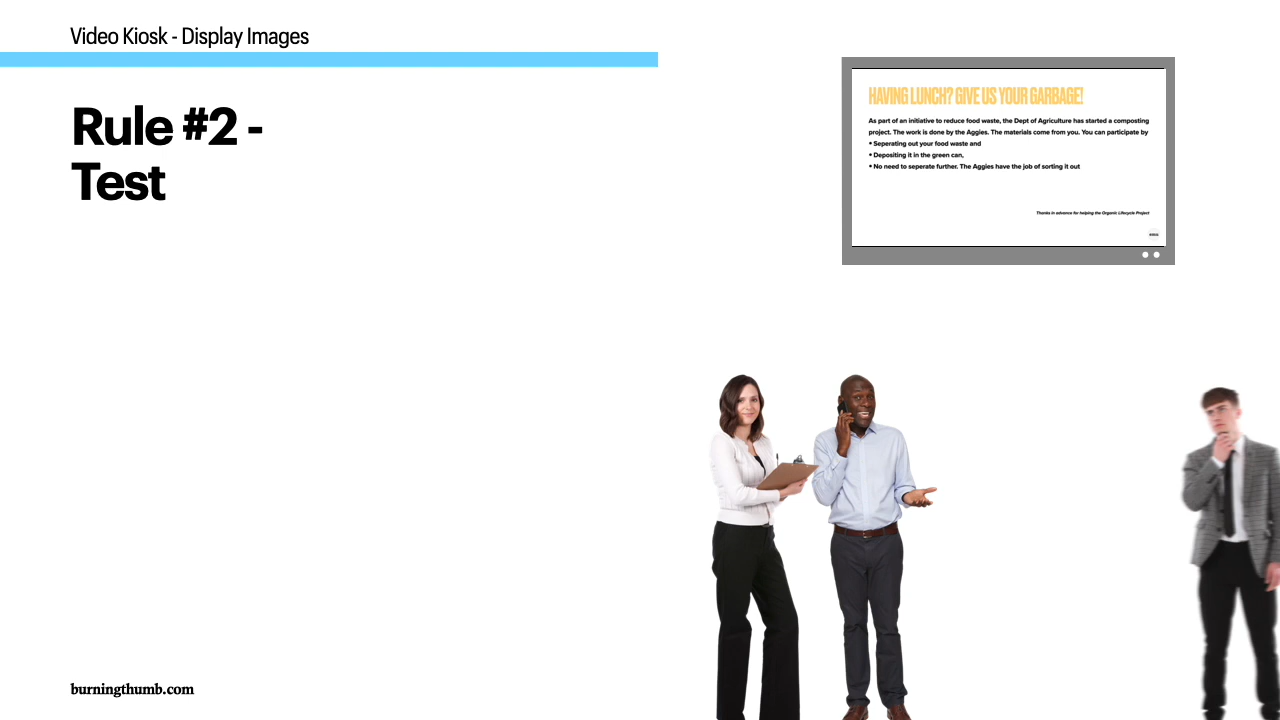 Video Kiosk - Display Images
Rule #2 -
Test
HAVING LUNCH? GIVE US YOUR GARBAGE!
As part of an initiative to reduce food waste, the Dept of Agriculture has started a composting
project. The work is done by the Aggies. The materials come from you. You can participate by
• Seperating out your food waste and
• Depositing it in the green can,
• No need to seperate further. The Aggies have the job of sorting it out
Thanks in advance for helping the Organic Lifecycle Project
burningthumb.com